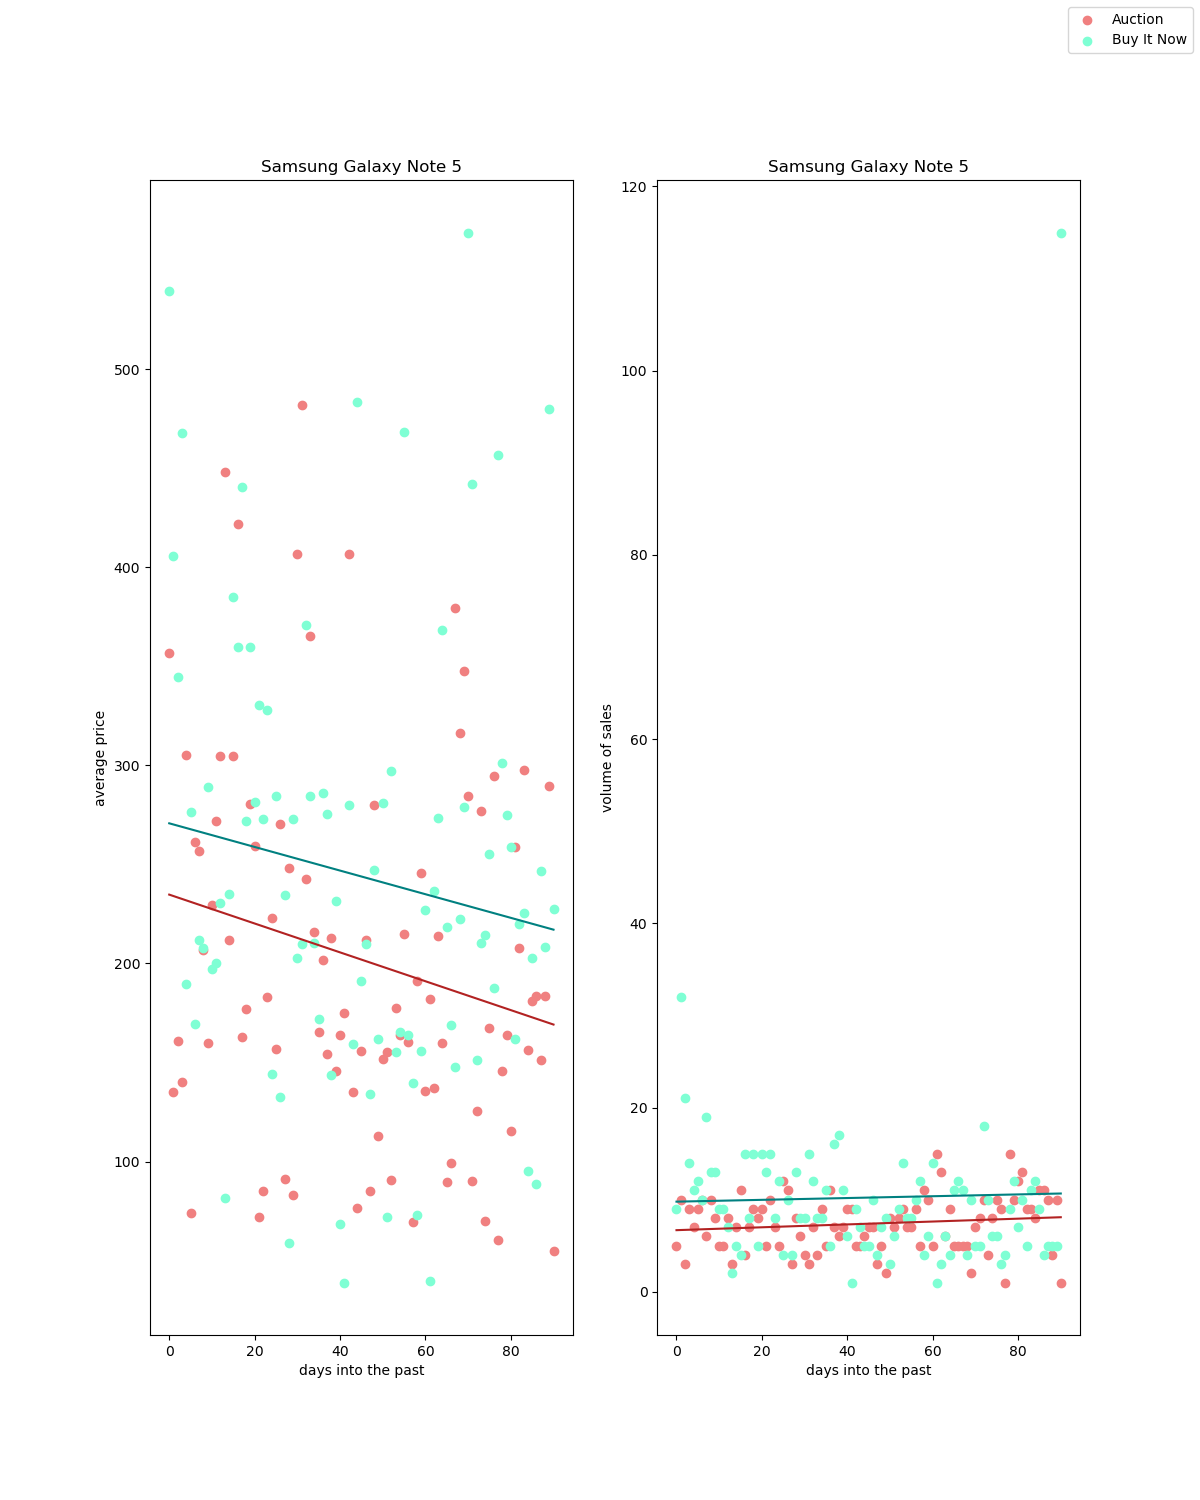 Auction
Buy It Now
Samsung Galaxy Note 5
500
400
300
200
100
average price
0 20 40 60 80
days into the past
Samsung Galaxy Note 5
120
100
80
60
40
20
0
volume of sales
0 20 40 60 80
days into the past